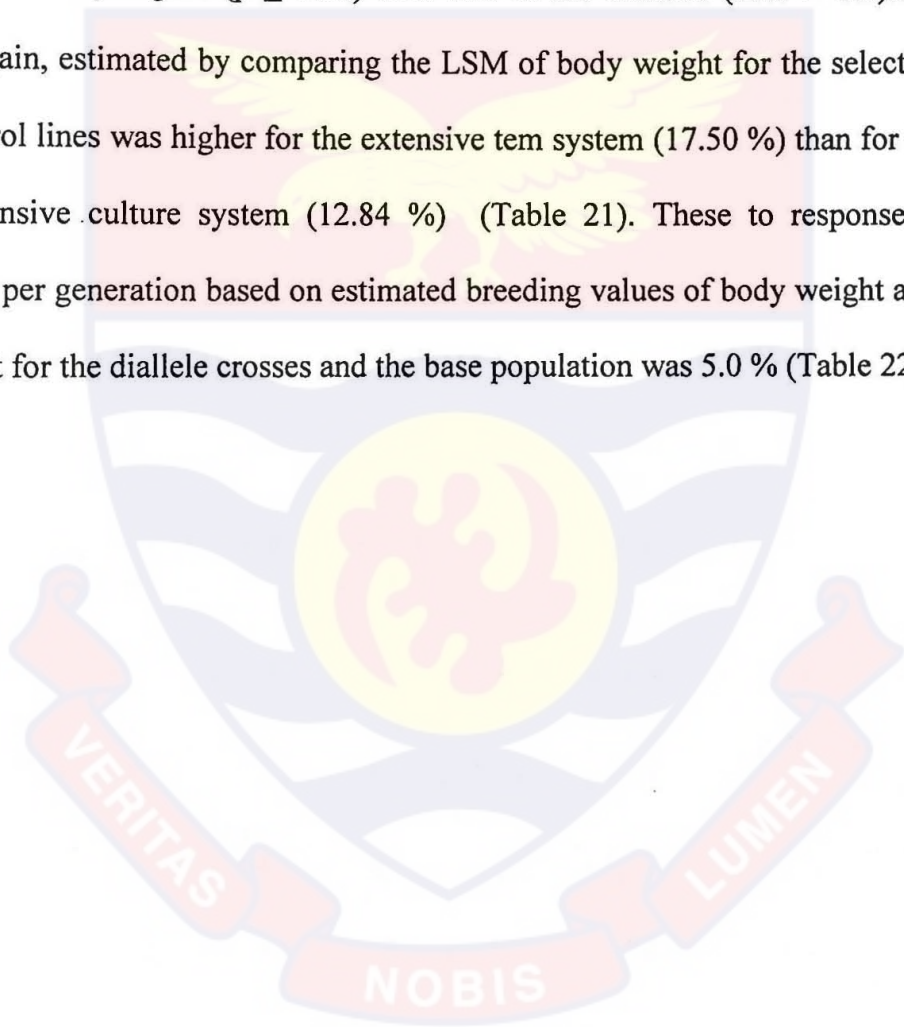 ain, estimated by comparing the LSM of body weight for the select
ol lines was higher for the extensive tem system (17.50 %) than for
nsive .culture system (12.84 %) (Table 21). These to response
per generation based on estimated breeding values of body weight a
for the diallele crosses and the base population was 5.0 % (Table 22
VERITAS
NOBIS
LUMEN